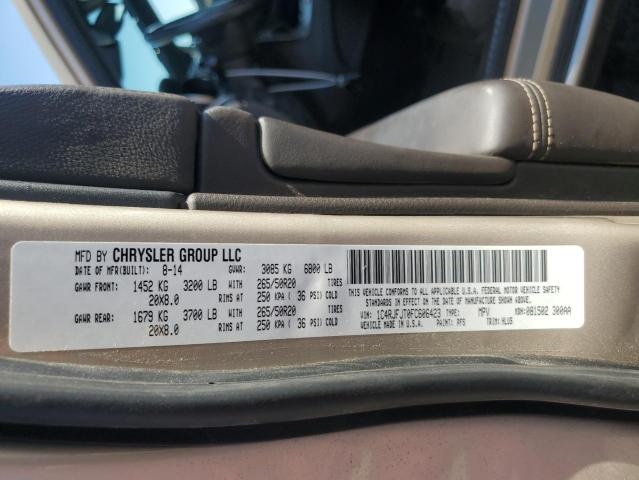 MFD BY CHRYSLER GROUP LLC
DATE OF MFR(BUILT): 8-14 GVWR: 3085 KG 6800 LB
GAWR FRONT: 1452 KG 3200 LB WITH 265/50R20 TIRES
20X8.0 RIMS AT 250 KPA ( 36 PSI) COLD
GAWR REAR: 1679 KG 3700 LB WITH 265/50R20 TIRES
20X8.0 RIMS AT 250 KPA ( 36 PSI) COLD
THIS VEHICLE CONFORMS TO ALL APPLICABLE U.S.A. FEDERAL MOTOR VEHICLE SAFETY
STANDARDS IN EFFECT ON THE DATE OF MANUFACTURE SHOWN ABOVE.
VIN: 1C4RJFJT0FC806423 TYPE: MPV MDH: 081502 300AA
MADE IN U.S.A. PAINT: PFS TRIM: HLU5